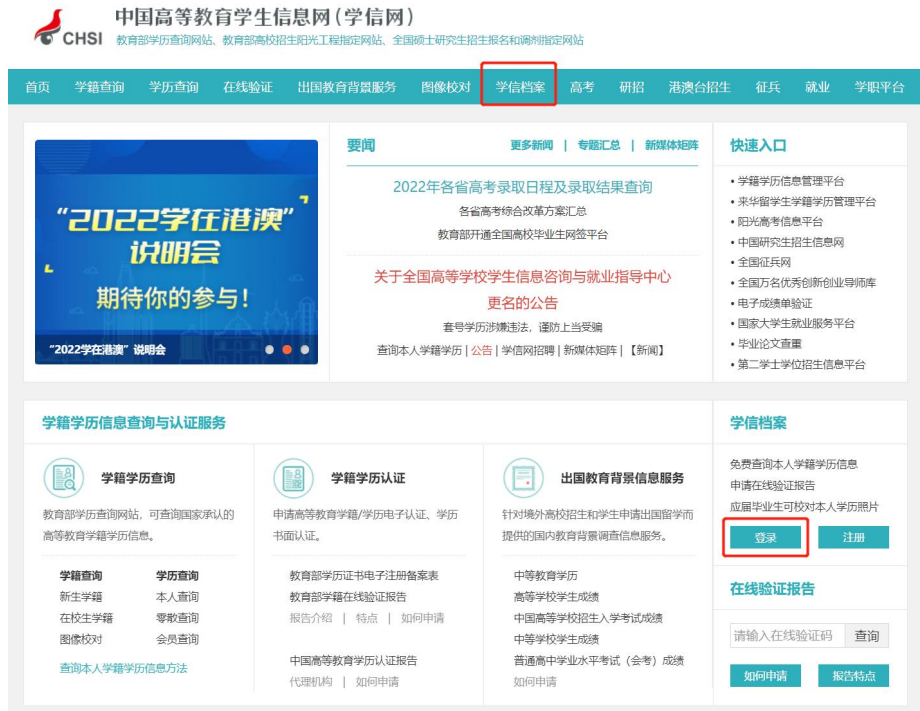 中国高等教育学生信息网(学信网)
CHSI 教育部学历查询网站、教育部高校招生阳光工程指定网站、全国硕士研究生招生报名和调剂指定网站
首页 学籍查询 学历查询 在线验证 出国教育背景服务 图像校对 学信档案 高考 研招 港澳台招生 征兵 就业 学职平台
“2022学在港澳”
说明会
期待你的参与！
“2022学在港澳”说明会
要闻 更多新闻 | 专题汇总 | 新媒体矩阵
2022年各省高考录取日程及录取结果查询
各省高考综合改革方案汇总
教育部开通全国高校毕业生网签平台
关于全国高等学校学生信息咨询与就业指导中心
更名的公告
套号学历涉嫌违法，谨防上当受骗
查询本人学籍学历 | 公告 | 学信网招聘 | 新媒体矩阵 | 【新闻】
快速入口
• 学籍学历信息管理平台
• 来华留学生学籍学历管理平台
• 阳光高考信息平台
• 中国研究生招生信息网
• 全国征兵网
• 全国万名优秀创新创业导师库
• 电子成绩单验证
• 国家大学生就业服务平台
• 毕业论文查重
• 第二学士学位招生信息平台
学籍学历信息查询与认证服务
学籍学历查询
教育部学历查询网站，可查询国家承认的
高等教育学籍学历信息。
学籍查询 学历查询
新生学籍 本人查询
在校生学籍 零散查询
图像校对 会员查询
查询本人学籍学历信息方法
学籍学历认证
申请高等教育学籍/学历电子认证、学历
书面认证。
教育部学历证书电子注册备案表
教育部学籍在线验证报告
报告介绍 | 特点 | 如何申请
中国高等教育学历认证报告
代理机构 | 如何申请
出国教育背景信息服务
针对境外高校招生和学生申请出国留学而
提供的国内教育背景调查信息服务。
中等教育学历
高等学校学生成绩
中国高等学校招生入学考试成绩
中等学校学生成绩
普通高中学业水平考试（会考）成绩
如何申请
学信档案
免费查询本人学籍学历信息
申请在线验证报告
应届毕业生可校对本人学历照片
登录 注册
在线验证报告
请输入在线验证码 查询
如何申请 报告特点